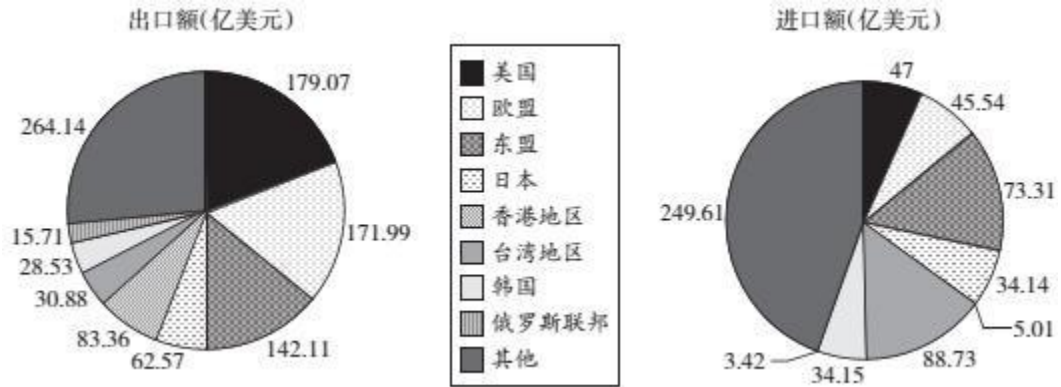 出口额(亿美元)
179.07
171.99
142.11
62.57
83.36
30.88
28.53
15.71
264.14
美国
欧盟
东盟
日本
香港地区
台湾地区
韩国
俄罗斯联邦
其他
进口额(亿美元)
47
45.54
73.31
34.14
5.01
88.73
34.15
3.42
249.61